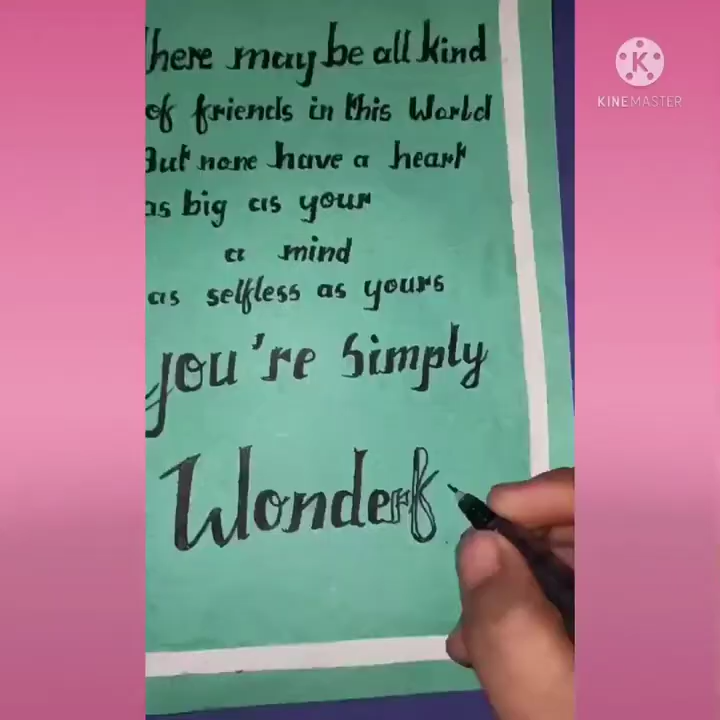 here may be all kind
of friends in this World
But none have a heart
as big as your
a mind
as selfless as yours
you're Simply
Wonderf
KINEMASTER